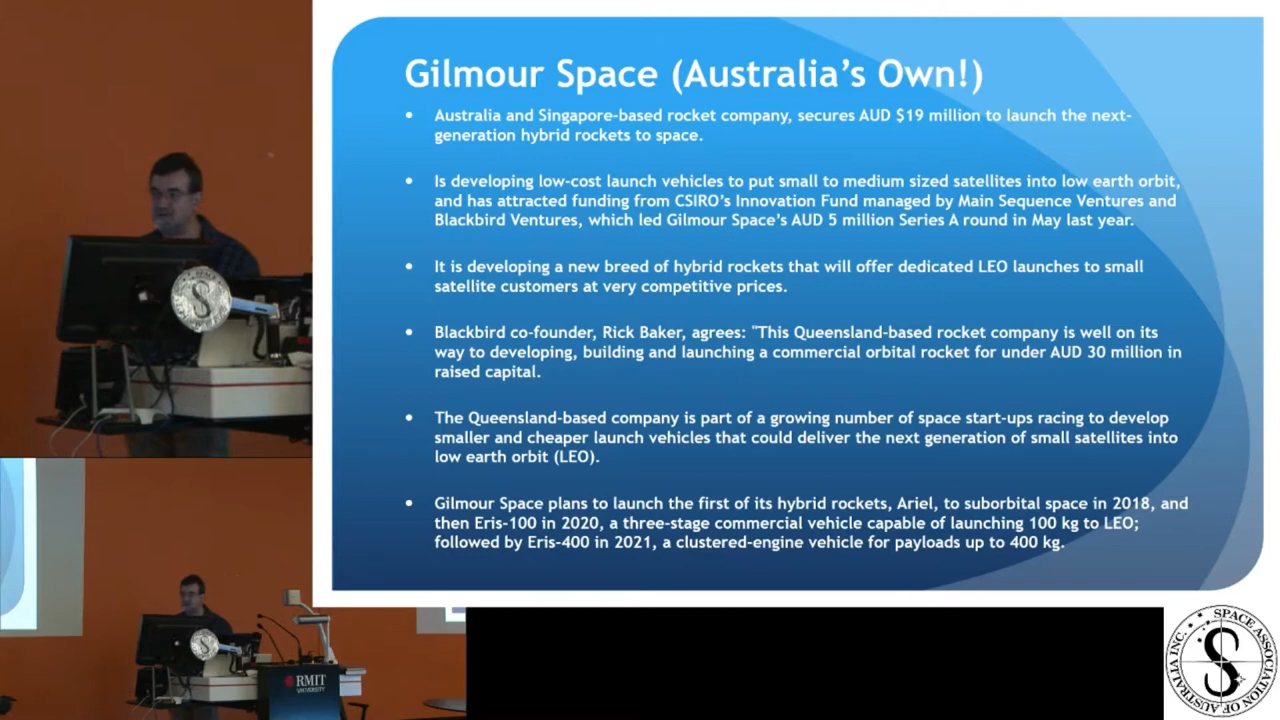 Gilmour Space (Australia's Own!)
• Australia and Singapore-based rocket company, secures AUD $19 million to launch the next-
generation hybrid rockets to space.
• Is developing low-cost launch vehicles to put small to medium sized satellites into low earth orbit,
and has attracted funding from CSIRO's Innovation Fund managed by Main Sequence Ventures and
Blackbird Ventures, which led Gilmour Space's AUD 5 million Series A round in May last year.
• It is developing a new breed of hybrid rockets that will offer dedicated LEO launches to small
satellite customers at very competitive prices.
• Blackbird co-founder, Rick Baker, agrees: "This Queensland-based rocket company is well on its
way to developing, building and launching a commercial orbital rocket for under AUD 30 million in
raised capital.
• The Queensland-based company is part of a growing number of space start-ups racing to develop
smaller and cheaper launch vehicles that could deliver the next generation of small satellites into
low earth orbit (LEO).
• Gilmour Space plans to launch the first of its hybrid rockets, Ariel, to suborbital space in 2018, and
then Eris-100 in 2020, a three-stage commercial vehicle capable of launching 100 kg to LEO;
followed by Eris-400 in 2021, a clustered-engine vehicle for payloads up to 400 kg.
RMIT
UNIVERSITY
S
SPACE ASSOCIATION OF AUSTRALIA INC.